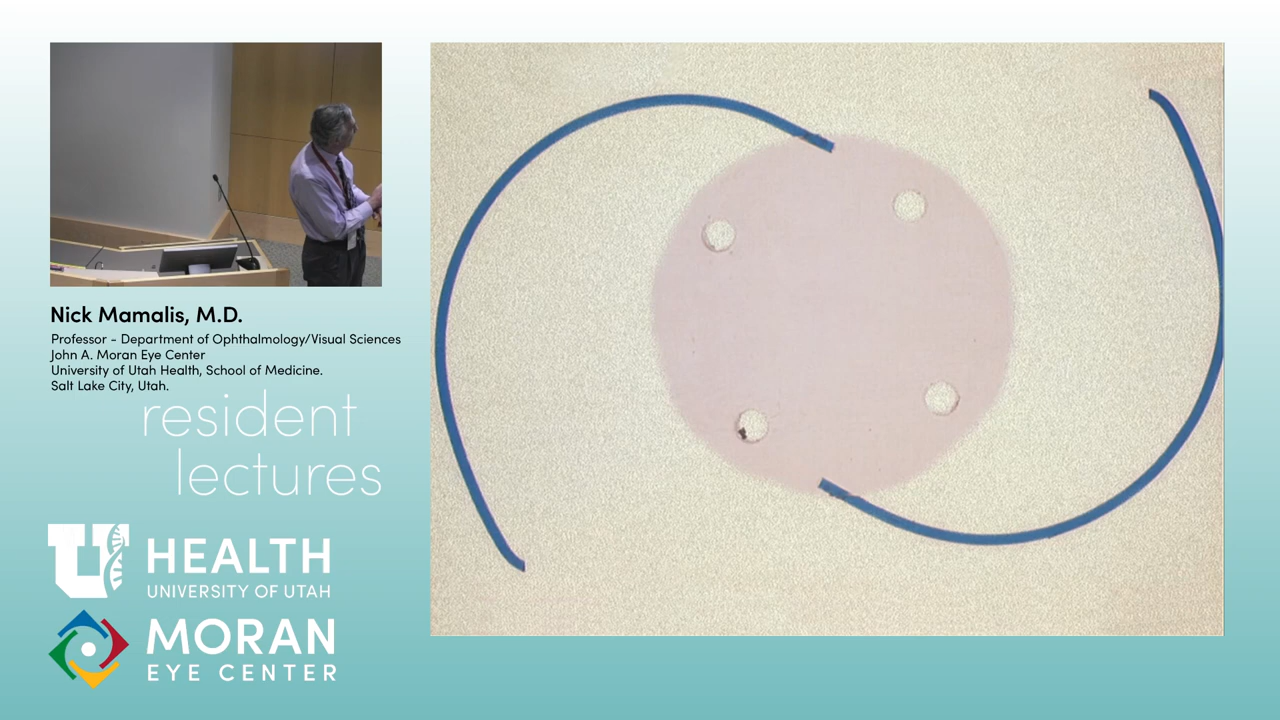 Nick Mamalis, M.D.
Professor - Department of Ophthalmology/Visual Sciences
John A. Moran Eye Center
University of Utah Health, School of Medicine.
Salt Lake City, Utah.
resident
lectures
U HEALTH
UNIVERSITY OF UTAH
MORAN
EYE CENTER